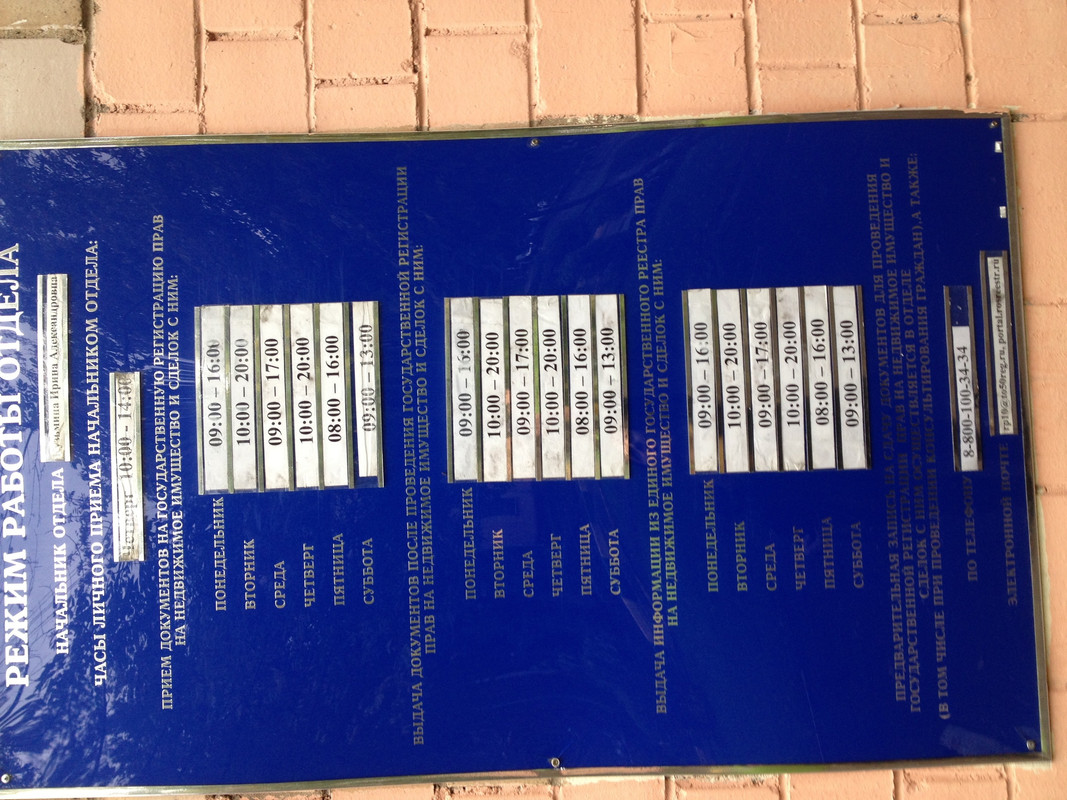 РЕЖИМ РАБОТЫ ОТДЕЛА
НАЧАЛЬНИК ОТДЕЛА Ирина Александровна
ЧАСЫ ЛИЧНОГО ПРИЕМА НАЧАЛЬНИКОМ ОТДЕЛА:
Четверг 10:00 – 14:00
ПРИЕМ ДОКУМЕНТОВ НА ГОСУДАРСТВЕННУЮ РЕГИСТРАЦИЮ ПРАВ
НА НЕДВИЖИМОЕ ИМУЩЕСТВО И СДЕЛОК С НИМ:
ПОНЕДЕЛЬНИК 09:00 – 16:00
ВТОРНИК 10:00 – 20:00
СРЕДА 09:00 – 17:00
ЧЕТВЕРГ 10:00 – 20:00
ПЯТНИЦА 08:00 – 16:00
СУББОТА 09:00 – 13:00
ВЫДАЧА ДОКУМЕНТОВ ПОСЛЕ ПРОВЕДЕНИЯ ГОСУДАРСТВЕННОЙ РЕГИСТРАЦИИ
ПРАВ НА НЕДВИЖИМОЕ ИМУЩЕСТВО И СДЕЛОК С НИМ:
ПОНЕДЕЛЬНИК 09:00 – 16:00
ВТОРНИК 10:00 – 20:00
СРЕДА 09:00 – 17:00
ЧЕТВЕРГ 10:00 – 20:00
ПЯТНИЦА 08:00 – 16:00
СУББОТА 09:00 – 13:00
ВЫДАЧА ИНФОРМАЦИИ ИЗ ЕДИНОГО ГОСУДАРСТВЕННОГО РЕЕСТРА ПРАВ
НА НЕДВИЖИМОЕ ИМУЩЕСТВО И СДЕЛОК С НИМ:
ПОНЕДЕЛЬНИК 09:00 – 16:00
ВТОРНИК 10:00 – 20:00
СРЕДА 09:00 – 17:00
ЧЕТВЕРГ 10:00 – 20:00
ПЯТНИЦА 08:00 – 16:00
СУББОТА 09:00 – 13:00
ПРЕДВАРИТЕЛЬНАЯ ЗАПИСЬ НА СДАЧУ ДОКУМЕНТОВ ДЛЯ ПРОВЕДЕНИЯ
ГОСУДАРСТВЕННОЙ РЕГИСТРАЦИИ ПРАВ НА НЕДВИЖИМОЕ ИМУЩЕСТВО И
СДЕЛОК С НИМ ОСУЩЕСТВЛЯЕТСЯ В ОТДЕЛЕ
(В ТОМ ЧИСЛЕ ПРИ ПРОВЕДЕНИИ КОНСУЛЬТИРОВАНИЯ ГРАЖДАН), А ТАКЖЕ:
ПО ТЕЛЕФОНУ 8-800-100-34-34
ЭЛЕКТРОННОЙ ПОЧТЕ rp10@to50reg.ru, portal.rosreestr.ru